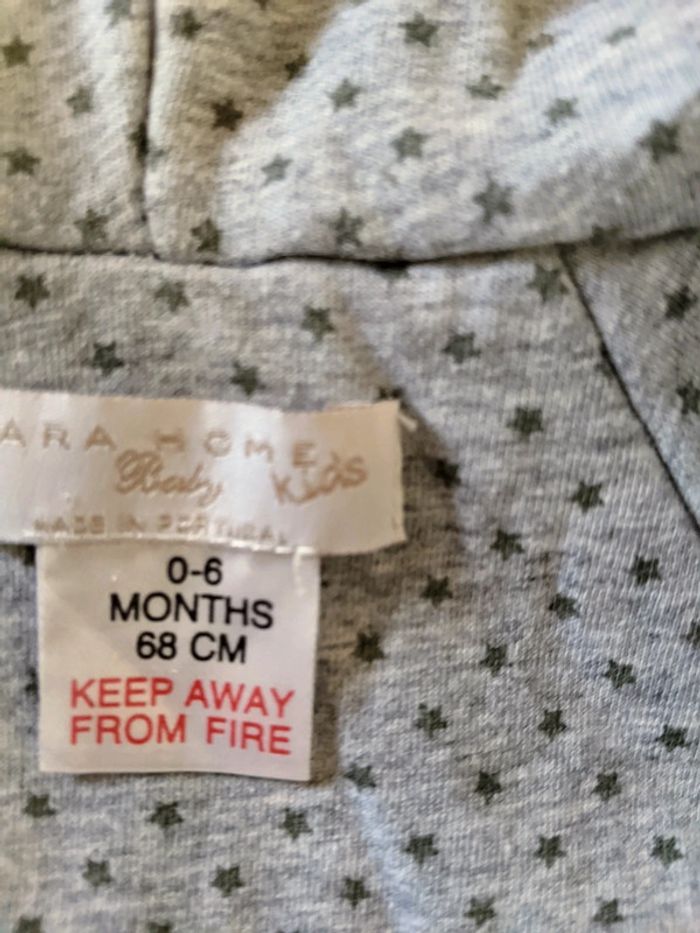 ARA HOME
Baby KIDS
MADE IN PORTUGAL
0-6
MONTHS
68 CM
KEEP AWAY
FROM FIRE